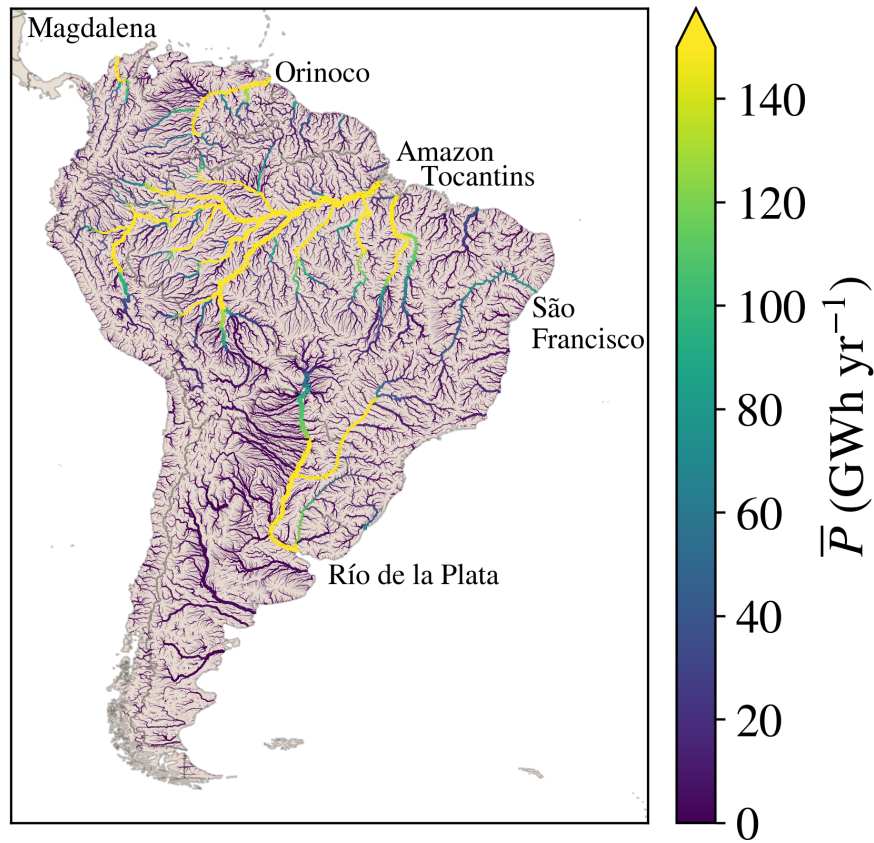 Magdalena
Orinoco
Amazon
Tocantins
São
Francisco
Río de la Plata
140
120
100
80
60
40
20
0
P̅ (GWh yr⁻¹)